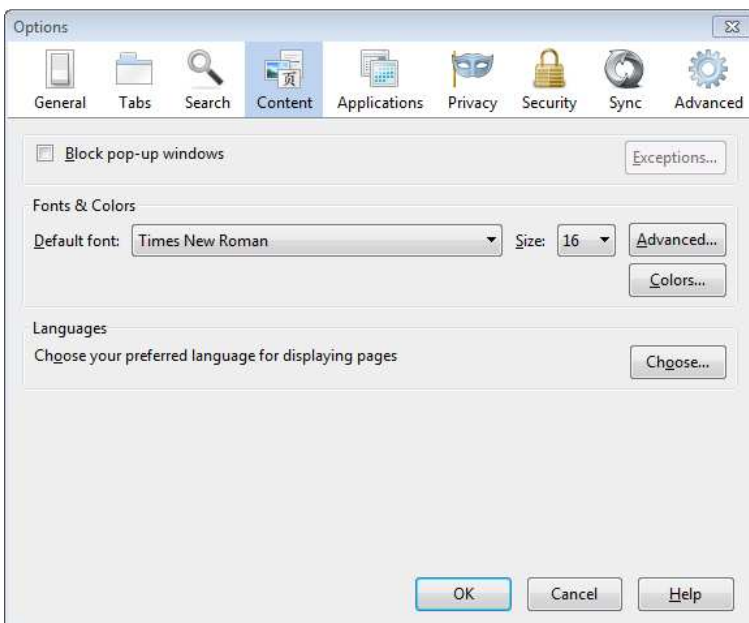 Options
General Tabs Search Content Applications Privacy Security Sync Advanced
页
Block pop-up windows Exceptions...
Fonts & Colors
Default font: Times New Roman Size: 16 Advanced...
Colors...
Languages
Choose your preferred language for displaying pages Choose...
OK Cancel Help